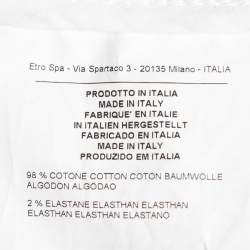 Etro Spa - Via Spartaco 3 - 20135 Milano - ITALIA
PRODOTTO IN ITALIA
MADE IN ITALY
FABRIQUE' EN ITALIE
IN ITALIEN HERGESTELLT
FABRICADO EN ITALIA
MADE IN ITALY
PRODUZIDO EM ITALIA
98 % COTONE COTTON COTON BAUMWOLLE
ALGODON ALGODAO
2 % ELASTANE ELASTHAN ELASTHAN
ELASTHAN ELASTHAN ELASTANO